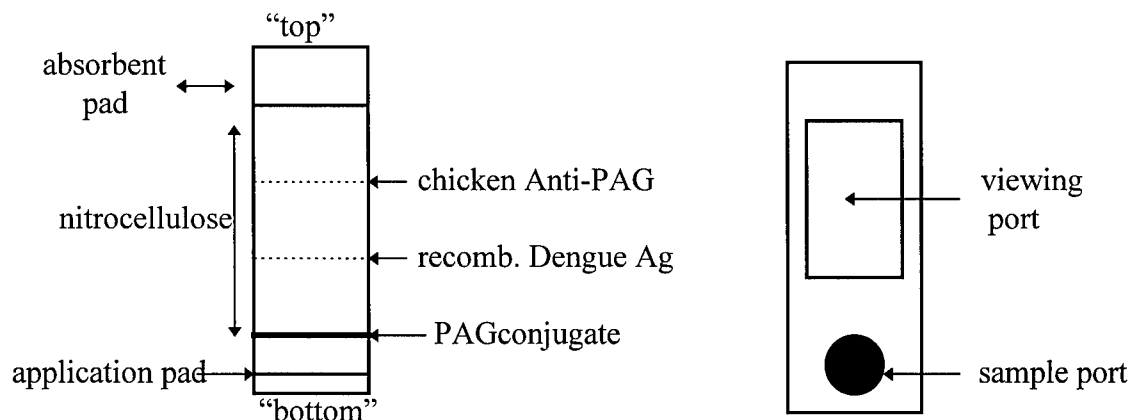 “top”
absorbent
pad
chicken Anti-PAG
nitrocellulose
recomb. Dengue Ag
PAGconjugate
application pad
“bottom”
viewing
port
sample port